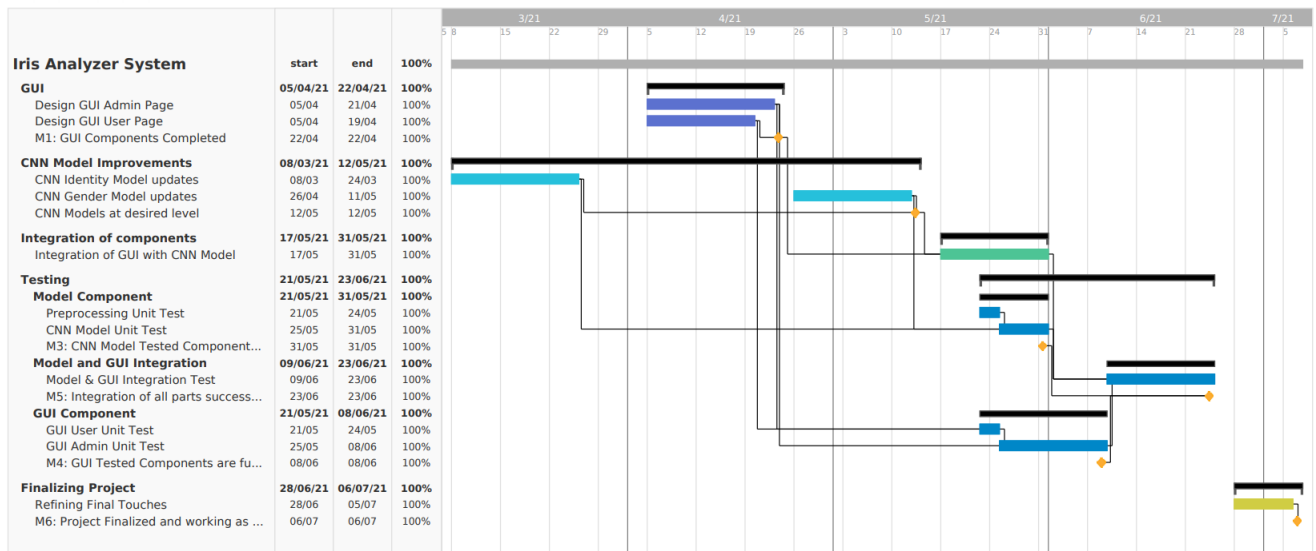 3/21 4/21 5/21 6/21 7/21
5 8 15 22 29 5 12 19 26 3 10 17 24 31 7 14 21 28 5
Iris Analyzer System start end 100%
GUI 05/04/21 22/04/21 100%
Design GUI Admin Page 05/04 21/04 100%
Design GUI User Page 05/04 19/04 100%
M1: GUI Components Completed 22/04 22/04 100%
CNN Model Improvements 08/03/21 12/05/21 100%
CNN Identity Model updates 08/03 24/03 100%
CNN Gender Model updates 26/04 11/05 100%
CNN Models at desired level 12/05 12/05 100%
Integration of components 17/05/21 31/05/21 100%
Integration of GUI with CNN Model 17/05 31/05 100%
Testing 21/05/21 23/06/21 100%
Model Component 21/05/21 31/05/21 100%
Preprocessing Unit Test 21/05 24/05 100%
CNN Model Unit Test 25/05 31/05 100%
M3: CNN Model Tested Component... 31/05 31/05 100%
Model and GUI Integration 09/06/21 23/06/21 100%
Model & GUI Integration Test 09/06 23/06 100%
M5: Integration of all parts success... 23/06 23/06 100%
GUI Component 21/05/21 08/06/21 100%
GUI User Unit Test 21/05 24/05 100%
GUI Admin Unit Test 25/05 08/06 100%
M4: GUI Tested Components are fu... 08/06 08/06 100%
Finalizing Project 28/06/21 06/07/21 100%
Refining Final Touches 28/06 05/07 100%
M6: Project Finalized and working as ... 06/07 06/07 100%